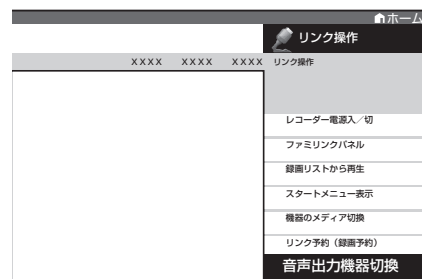 ホーム
リンク操作
XXXX XXXX XXXX リンク操作
レコーダー電源入／切
ファミリンクパネル
録画リストから再生
スタートメニュー表示
機器のメディア切換
リンク予約（録画予約）
音声出力機器切換